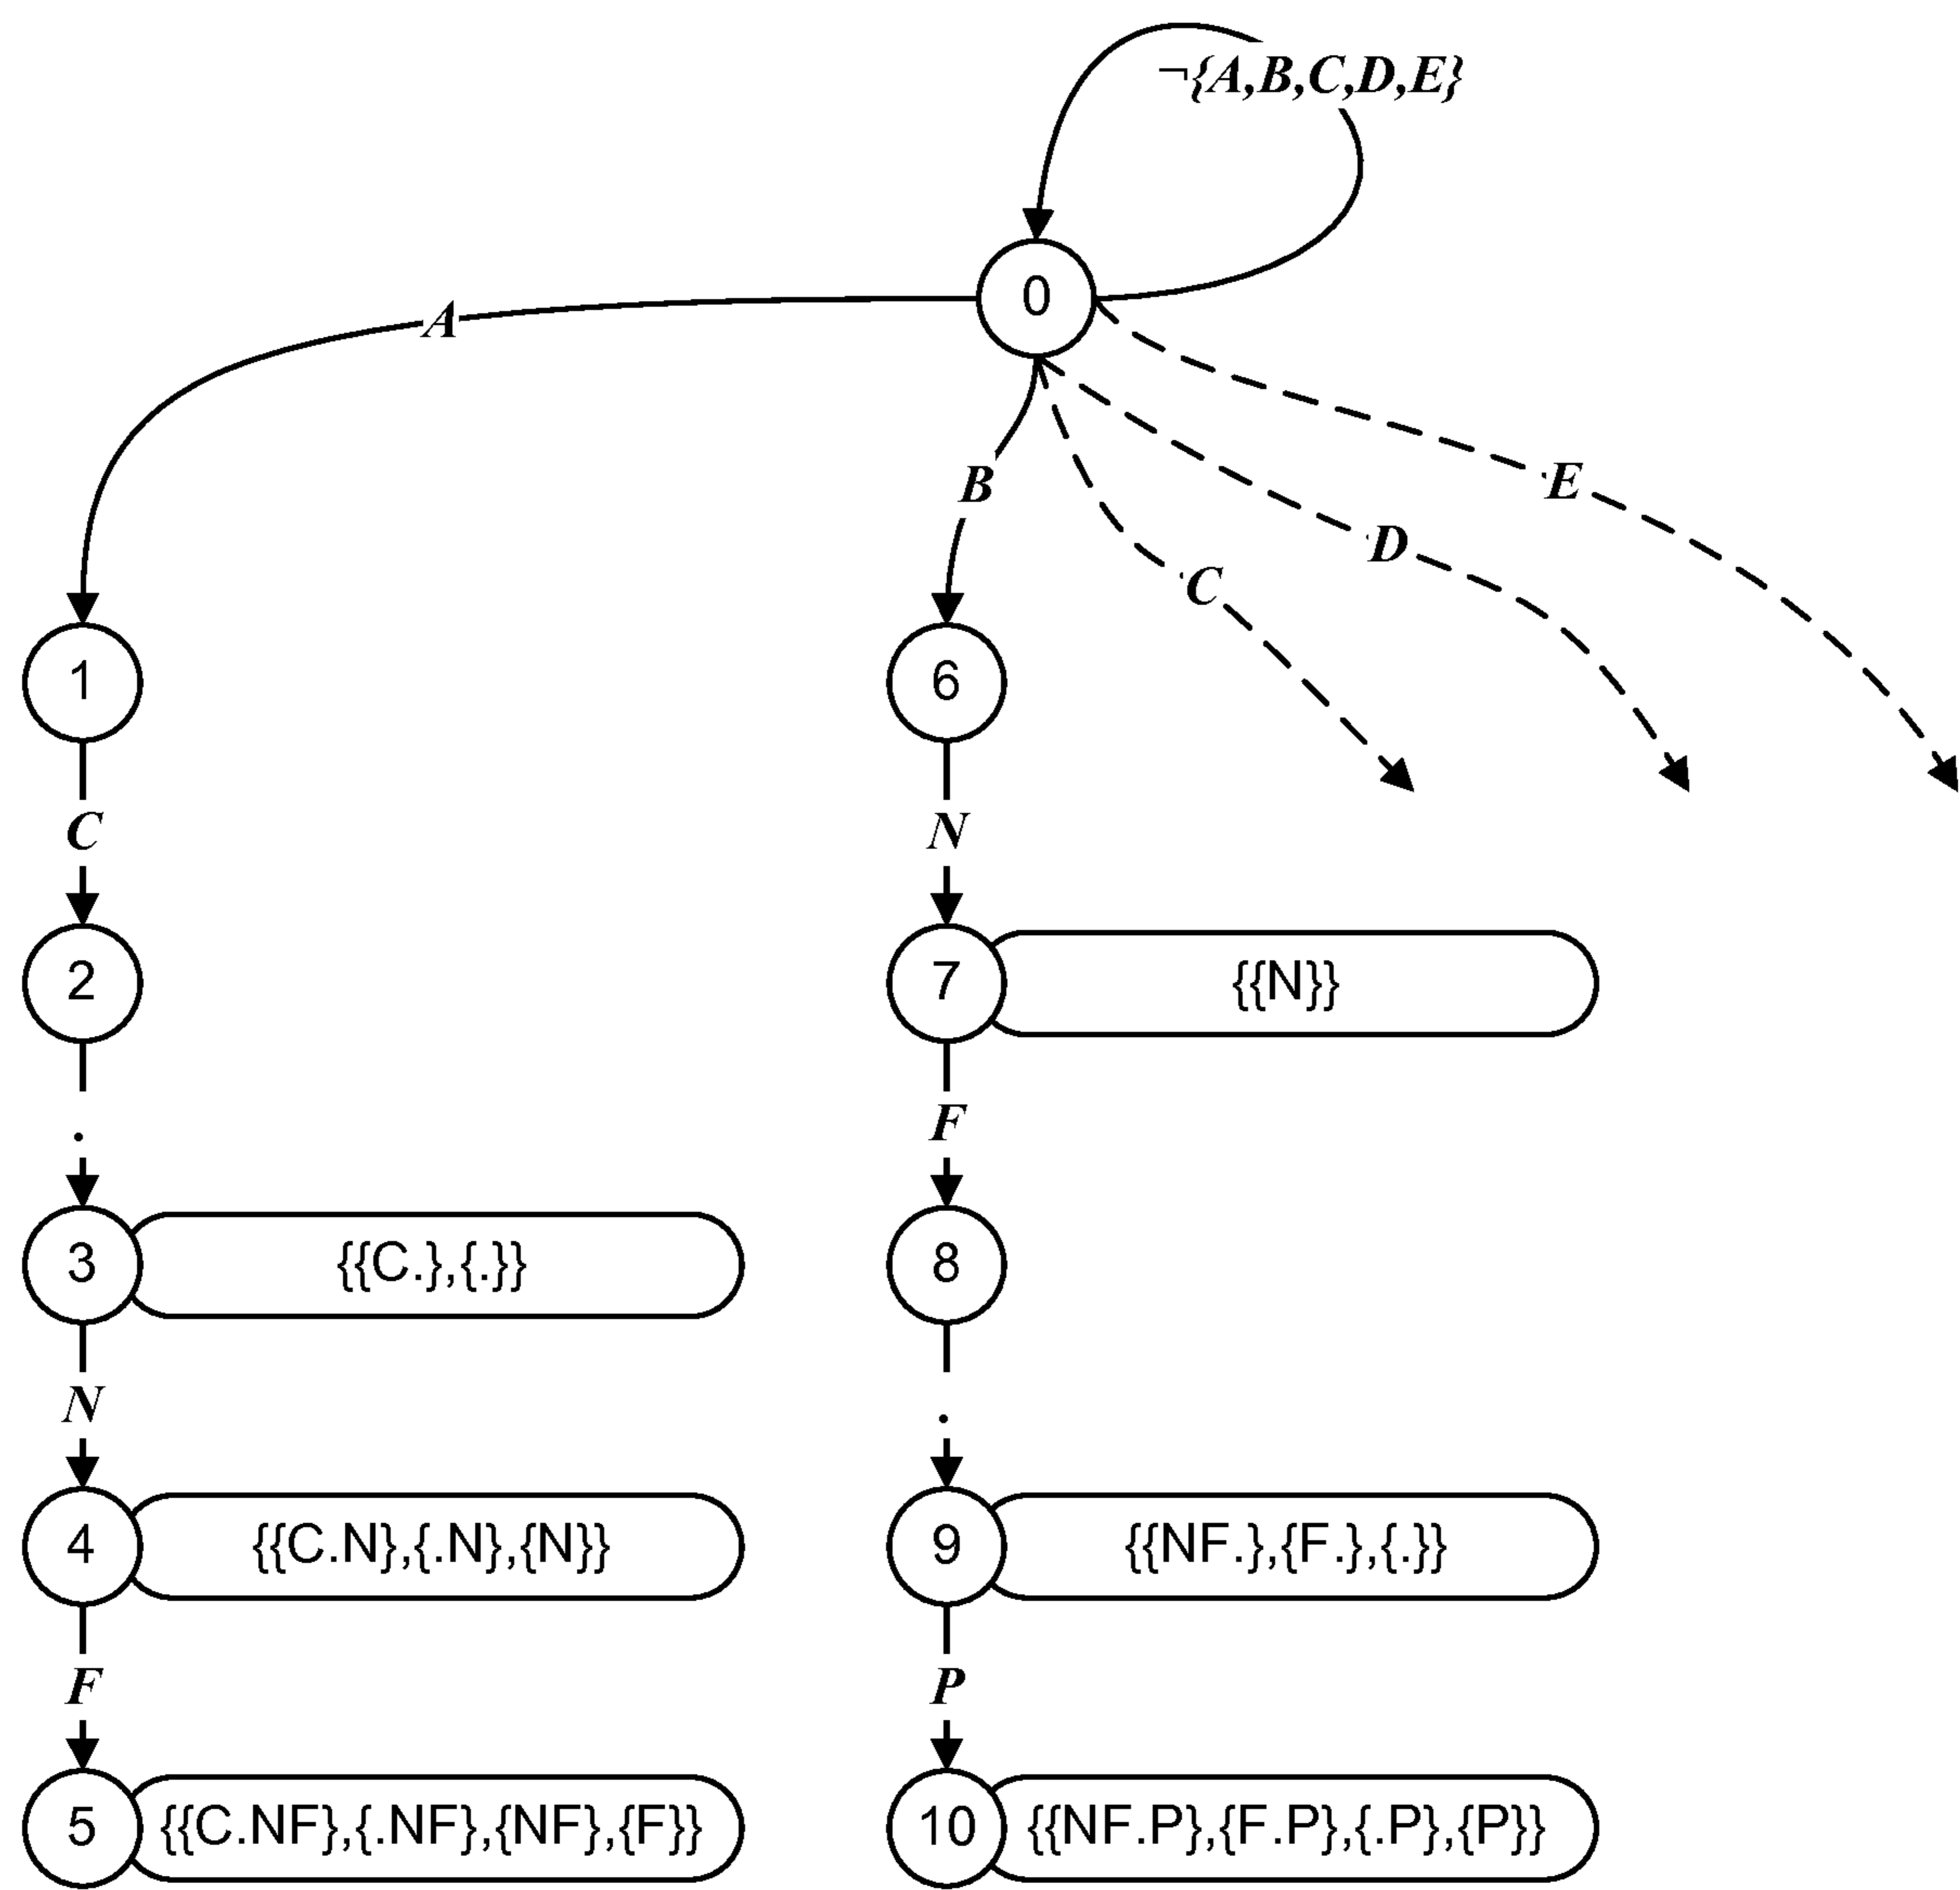 ¬{A,B,C,D,E}
0
A
B
E
D
C
1
6
C
N
2
7
{{N}}
F
.
3
{{C.},{.}}
8
N
.
4
{{C.N},{.N},{N}}
9
{{NF.},{F.},{.}}
F
P
5
{{C.NF},{.NF},{NF},{F}}
10
{{NF.P},{F.P},{.P},{P}}